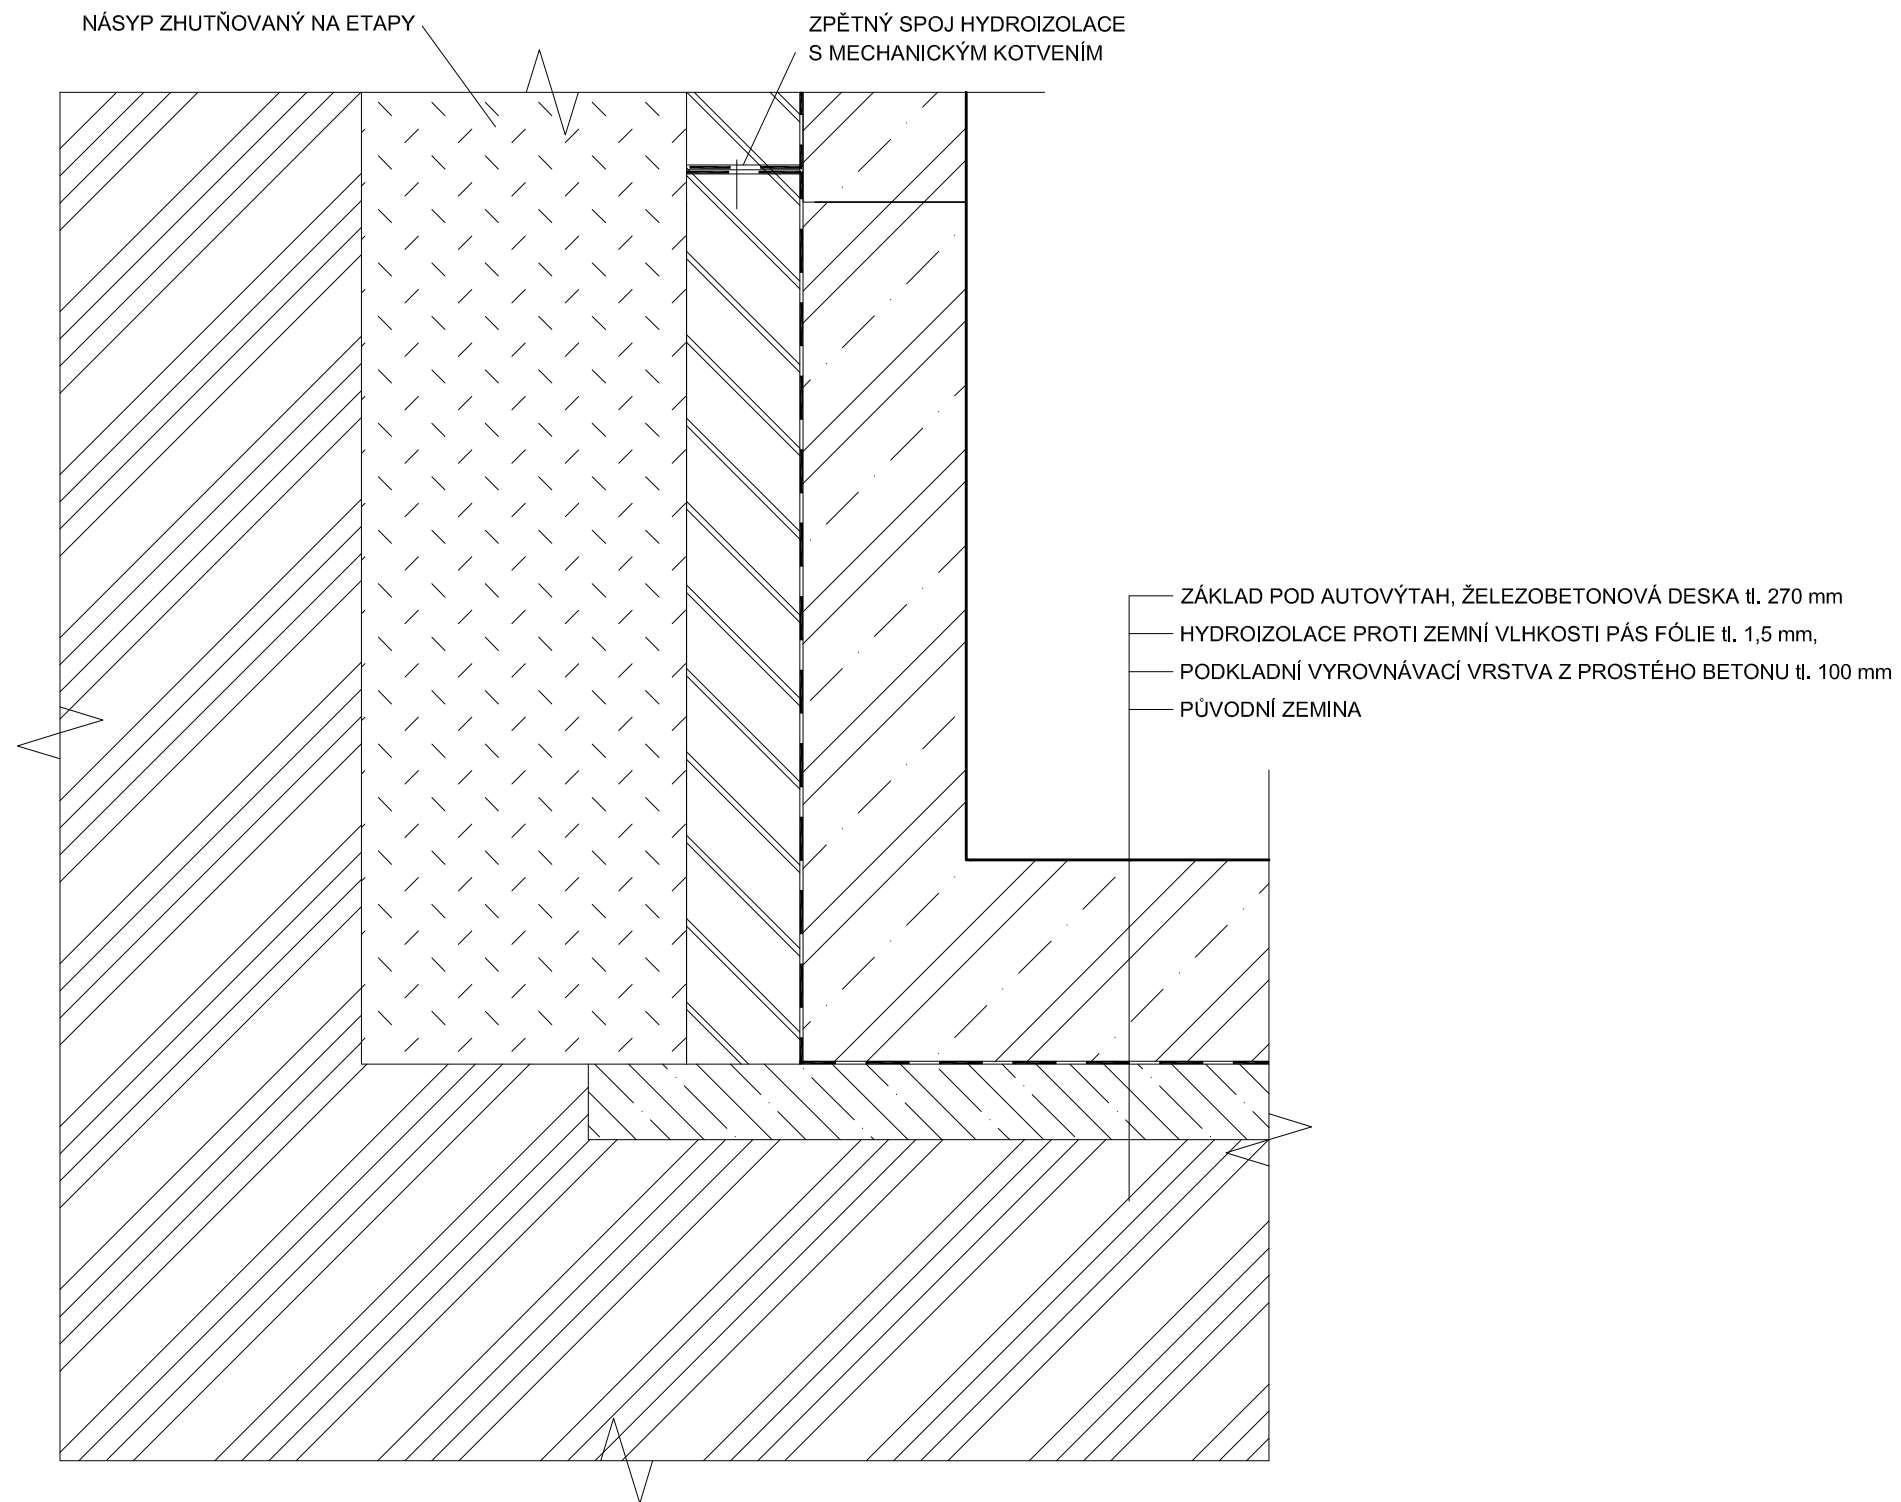 NÁSYP ZHUTŇOVANÝ NA ETAPY
ZPĚTNÝ SPOJ HYDROIZOLACE
S MECHANICKÝM KOTVENÍM
ZÁKLAD POD AUTOVÝTAH, ŽELEZOBETONOVÁ DESKA tl. 270 mm
HYDROIZOLACE PROTI ZEMNÍ VLHKOSTI PÁS FÓLIE tl. 1,5 mm,
PODKLADNÍ VYROVNÁVACÍ VRSTVA Z PROSTÉHO BETONU tl. 100 mm
PŮVODNÍ ZEMINA